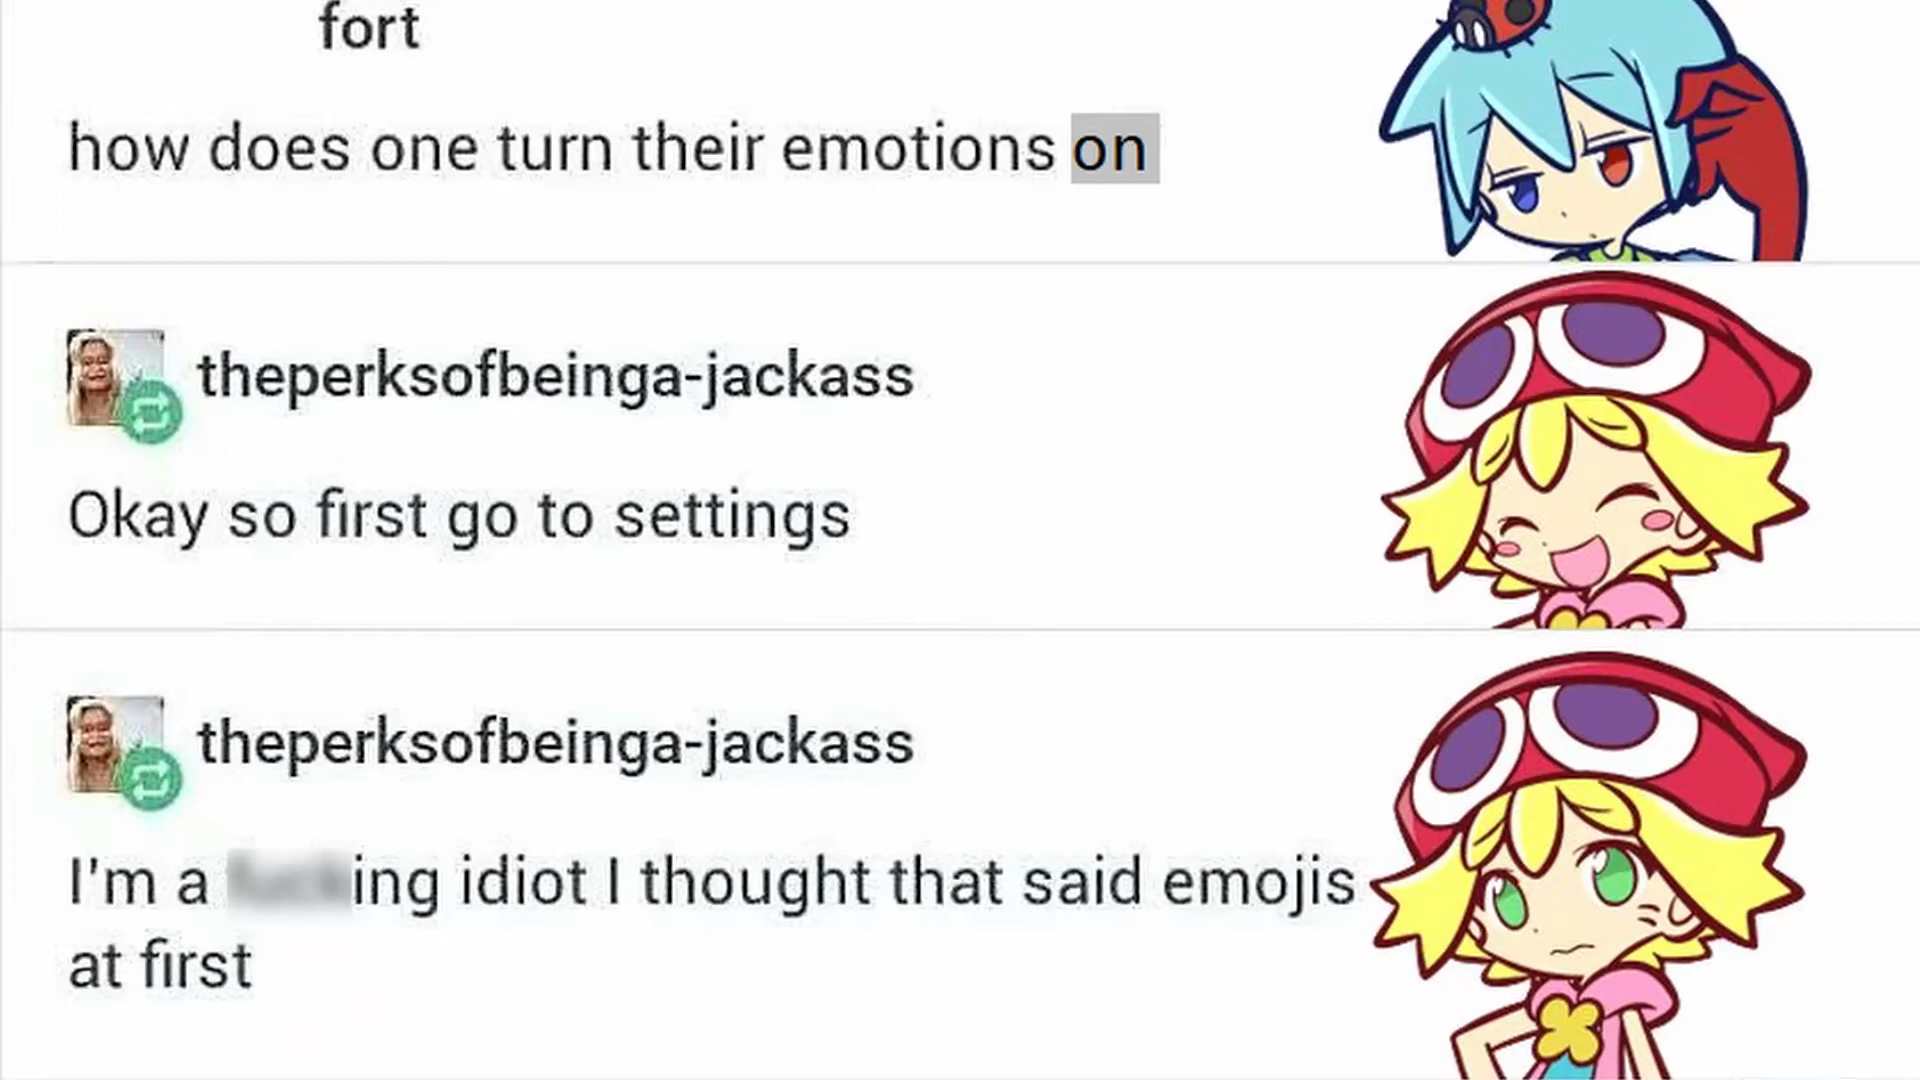 fort
how does one turn their emotions on
theperksofbeinga-jackass
Okay so first go to settings
theperksofbeinga-jackass
I'm a ing idiot I thought that said emojis
at first